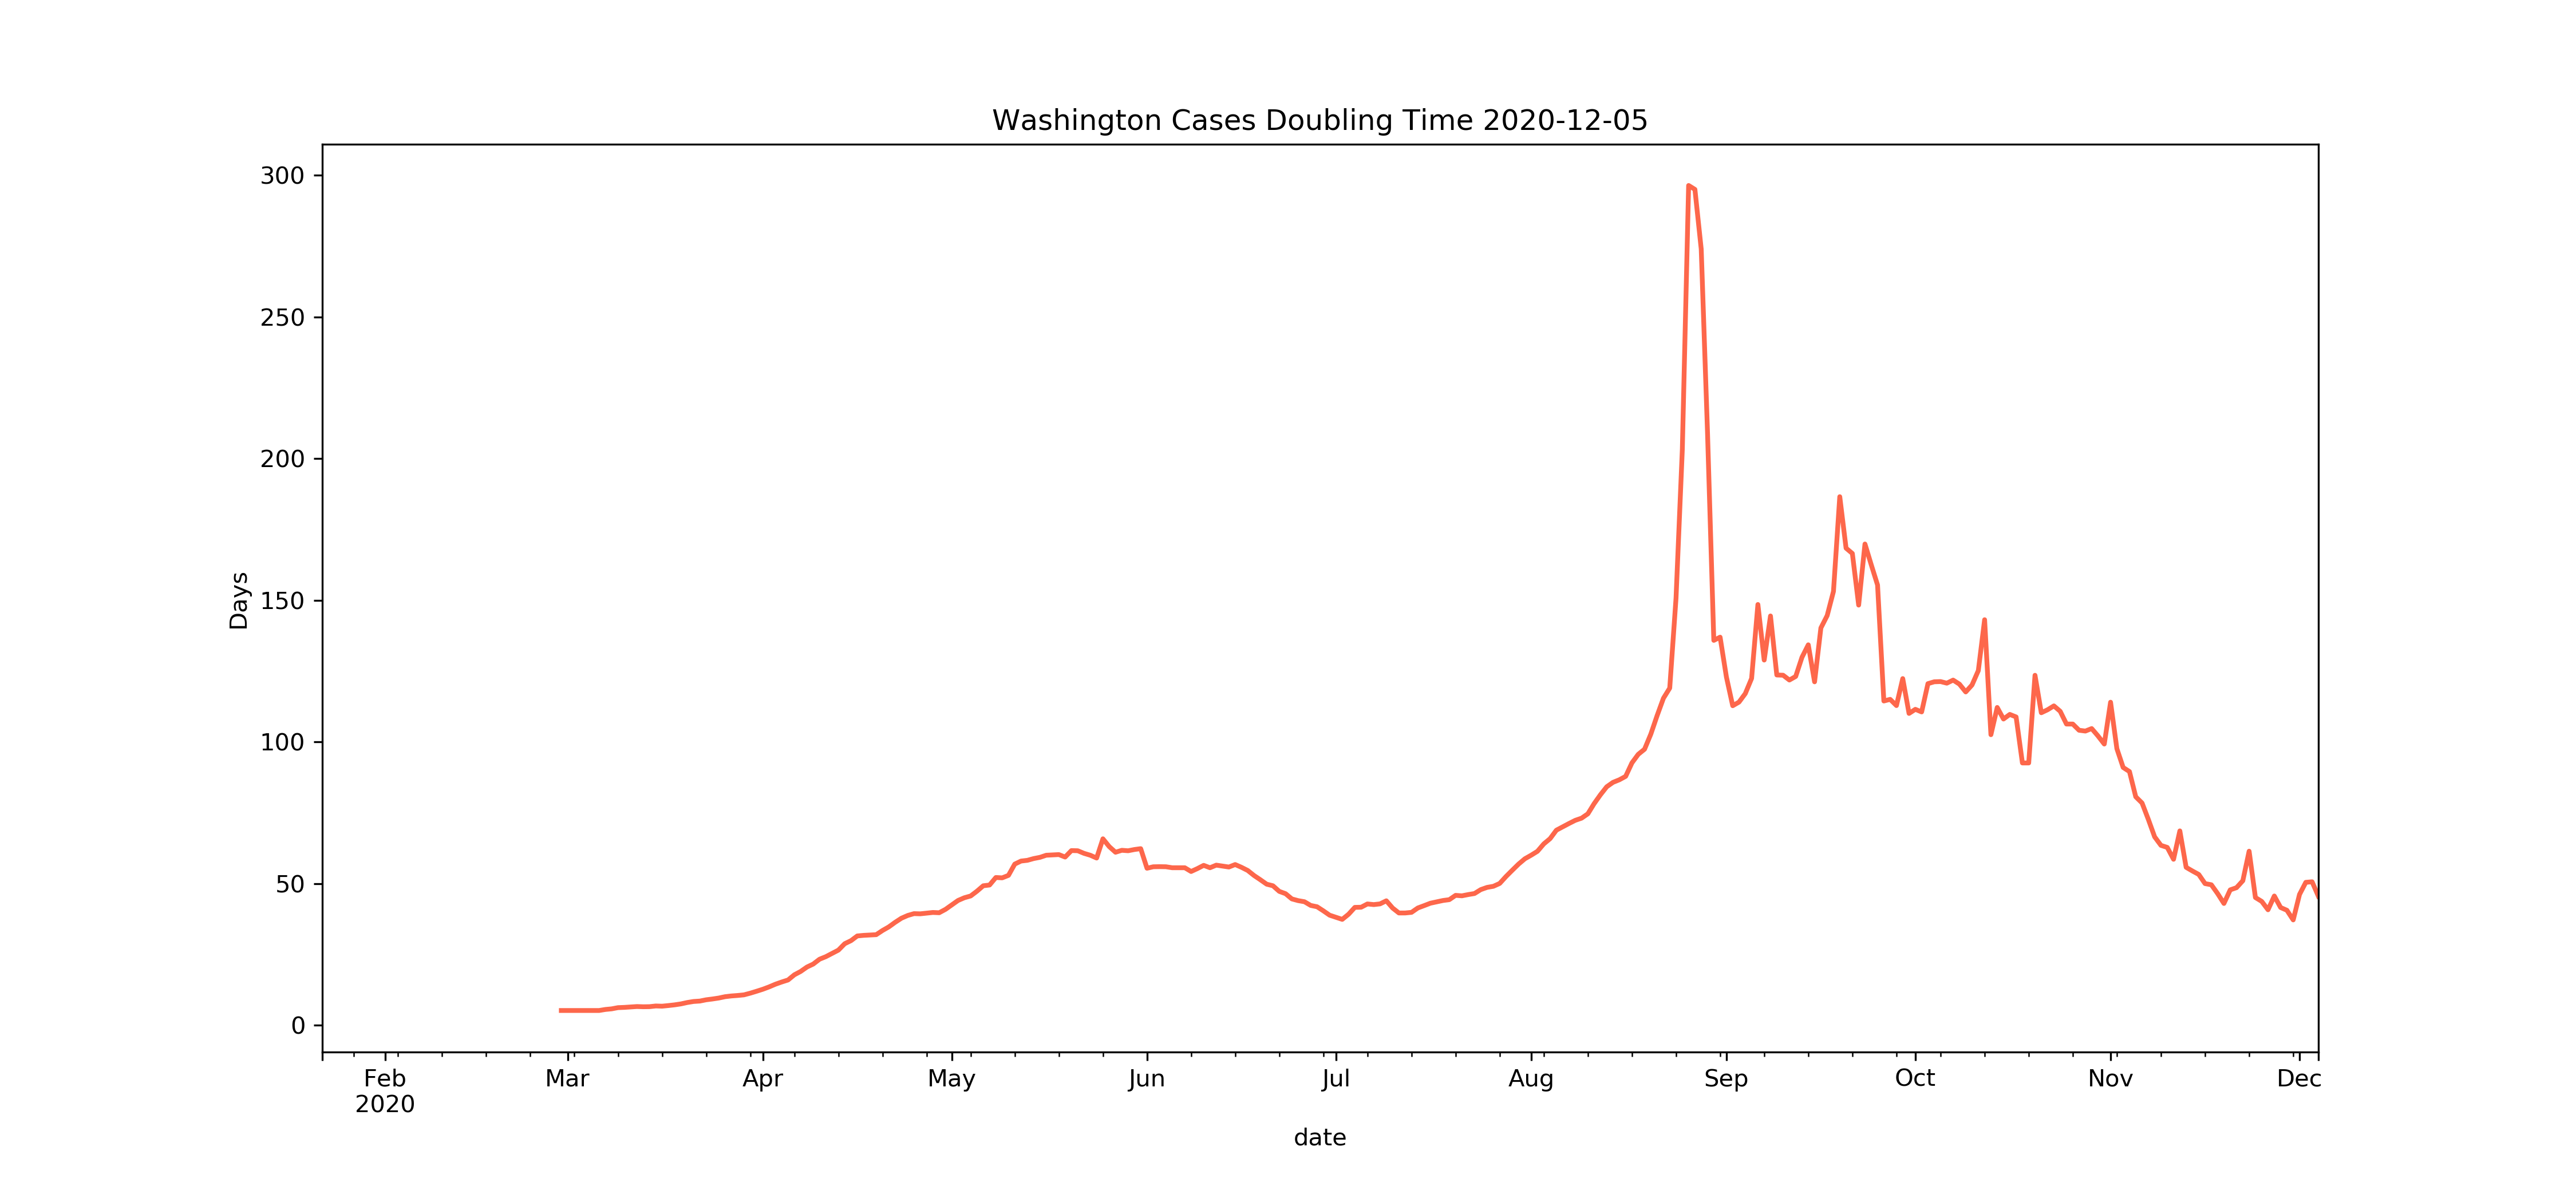 Washington Cases Doubling Time 2020-12-05
300
250
200
150
100
50
0
Days
Feb Mar Apr May Jun Jul Aug Sep Oct Nov Dec
2020
date